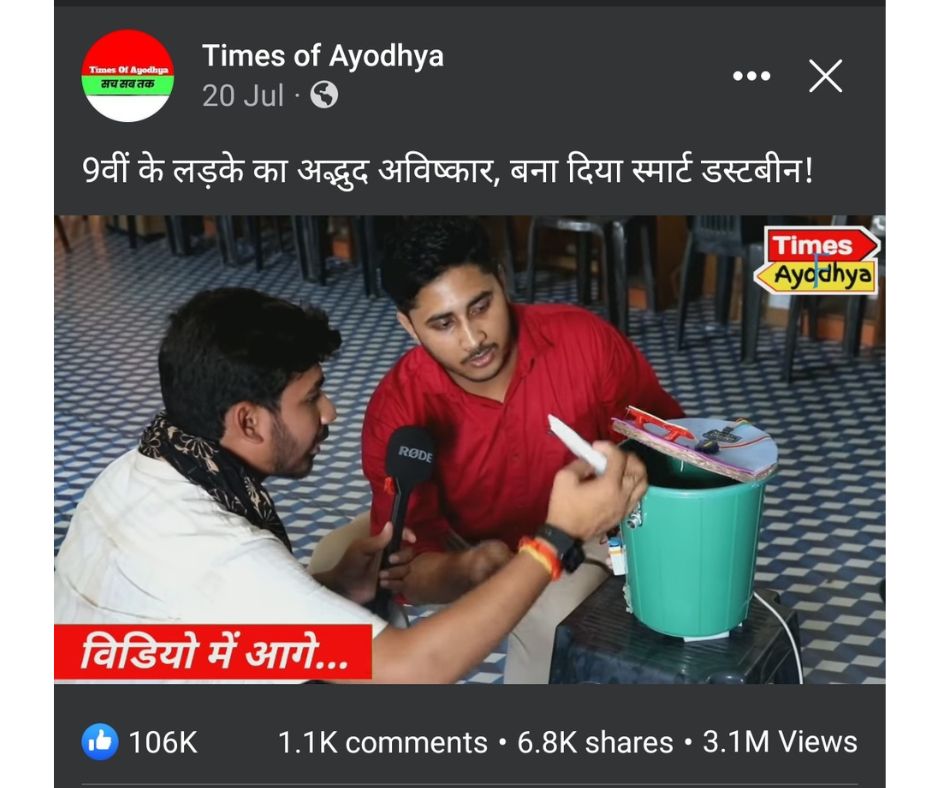 Times Of Ayodhya
सच सब तक
Times of Ayodhya
20 Jul ·
9वीं के लड़के का अद्भुद अविष्कार, बना दिया स्मार्ट डस्टबीन!
Times
Ayodhya
RØDE
विडियो में आगे...
106K
1.1K comments • 6.8K shares • 3.1M Views